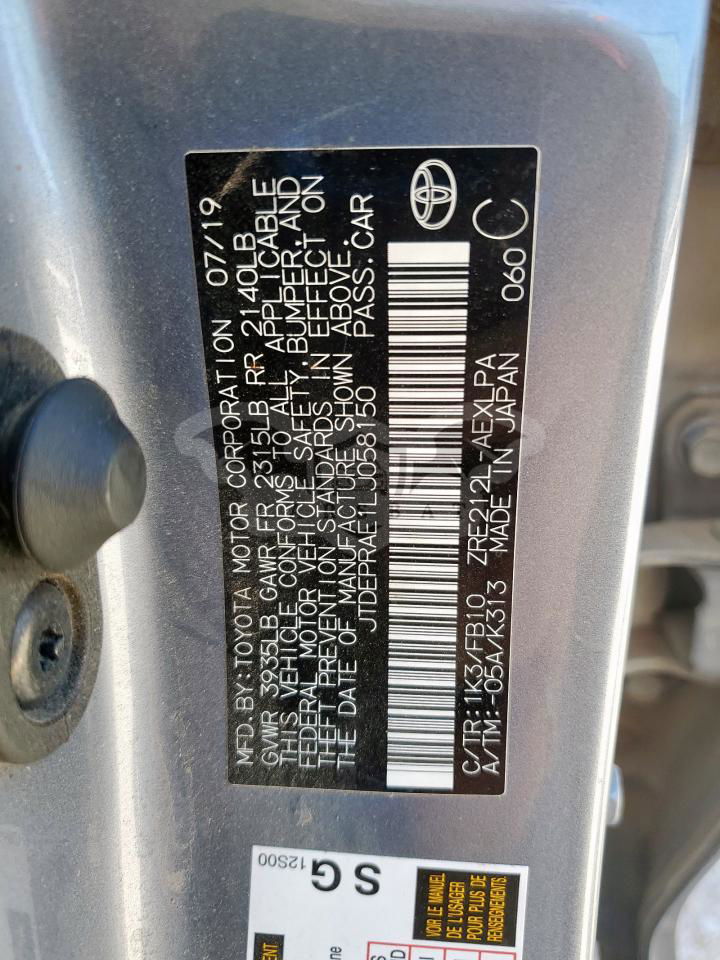 MFD.BY:TOYOTA MOTOR CORPORATION 07/19
GVWR 3935LB GAWR FR 2315LB RR 2140LB
THIS VEHICLE CONFORMS TO ALL APPLICABLE
FEDERAL MOTOR VEHICLE SAFETY,BUMPER,AND
THEFT PREVENTION STANDARDS IN EFFECT ON
THE DATE OF MANUFACTURE SHOWN ABOVE.
JTDEPRAE1LJ058150 PASS.CAR
C/TR:1K3/FB10 ZRE212L-AEXLPA 060 C
A/TM:-05A/K313 MADE IN JAPAN
S G
12S00
VOIR LE MANUEL
DE L'USAGER
POUR PLUS DE
RENSEIGNEMENTS.